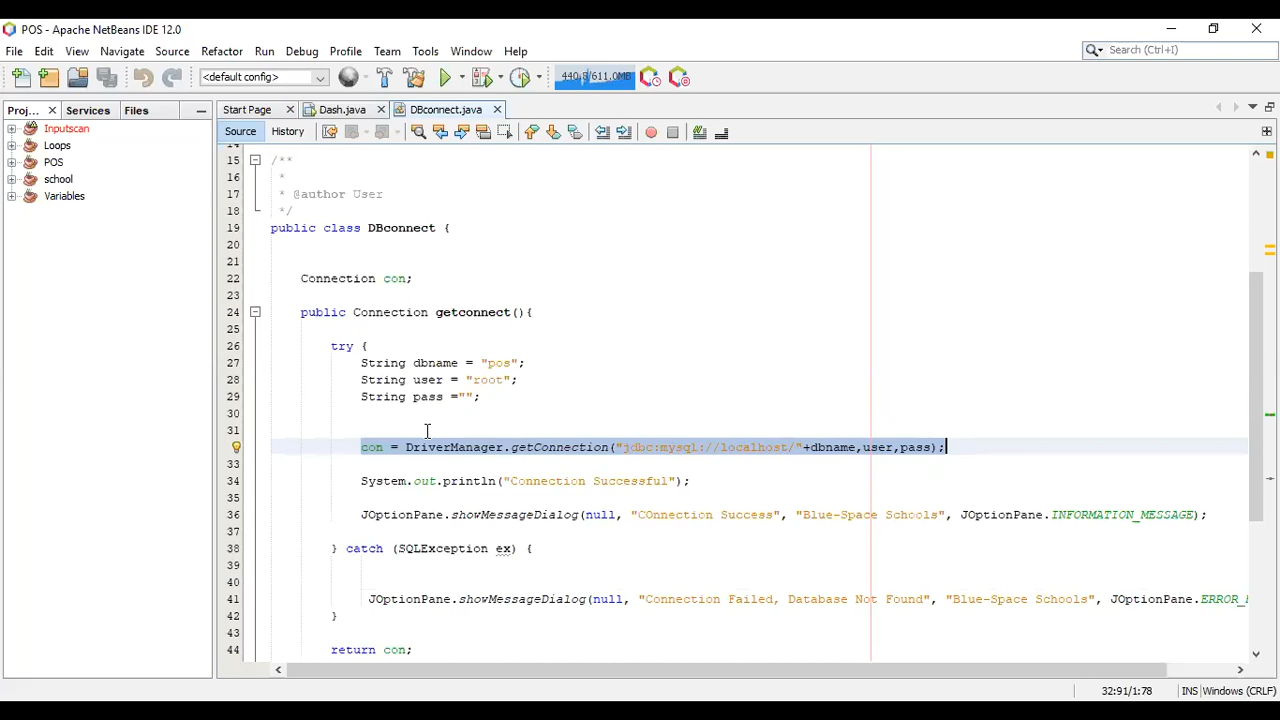 POS - Apache NetBeans IDE 12.0
File Edit View Navigate Source Refactor Run Debug Profile Team Tools Window Help
Search (Ctrl+I)
<default config>
440.8/611.0MB
Proj... Services Files
Start Page Dash.java DBconnect.java
Source History
Inputscan
Loops
POS
school
Variables
15 /**
16 *
17 * @author User
18 */
19 public class DBconnect {
20
21
22 Connection con;
23
24 public Connection getconnect(){
25
26 try {
27 String dbname = "pos";
28 String user = "root";
29 String pass ="";
30
31
con = DriverManager.getConnection("jdbc:mysql://localhost/"+dbname,user,pass);
33
34 System.out.println("Connection Successful");
35
36 JOptionPane.showMessageDialog(null, "COnnection Success", "Blue-Space Schools", JOptionPane.INFORMATION_MESSAGE);
37
38 } catch (SQLException ex) {
39
40
41 JOptionPane.showMessageDialog(null, "Connection Failed, Database Not Found", "Blue-Space Schools", JOptionPane.ERROR_
42 }
43
44 return con;
32:91/1:78 INS Windows (CRLF)